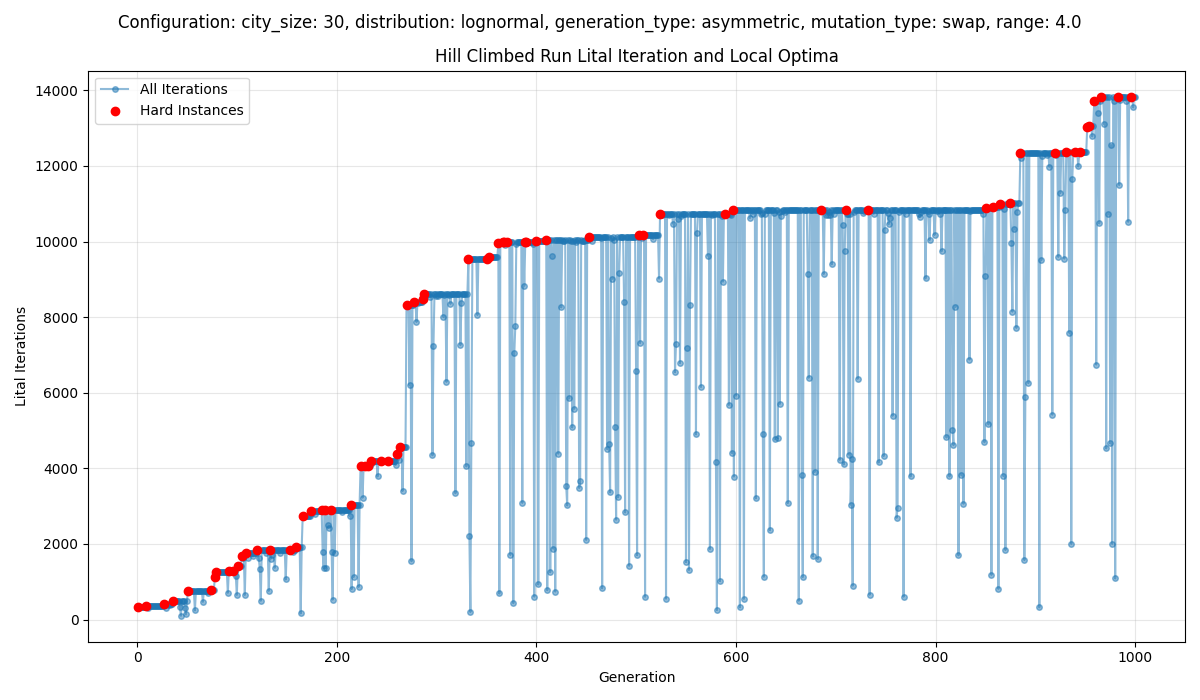 Configuration: city_size: 30, distribution: lognormal, generation_type: asymmetric, mutation_type: swap, range: 4.0
Hill Climbed Run Lital Iteration and Local Optima
All Iterations
Hard Instances
14000
12000
10000
8000
6000
4000
2000
0
Lital Iterations
0 200 400 600 800 1000
Generation